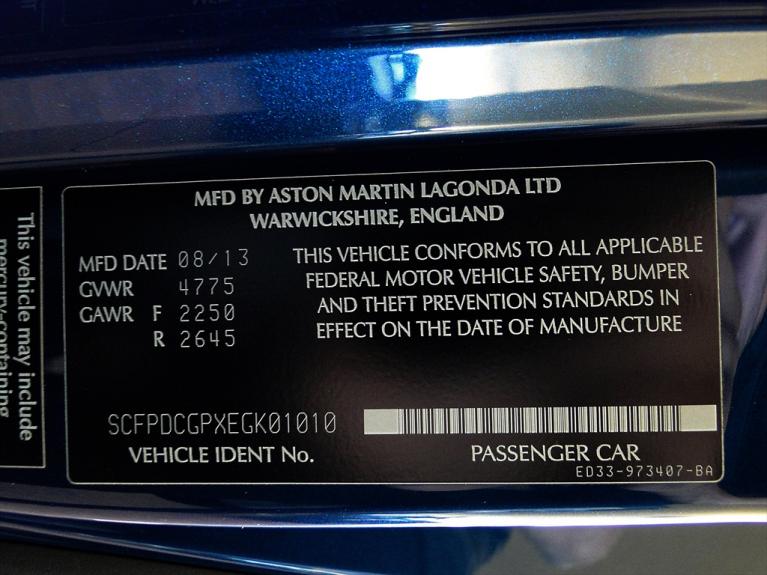 MFD BY ASTON MARTIN LAGONDA LTD
WARWICKSHIRE, ENGLAND
MFD DATE 08/13
GVWR 4775
GAWR F 2250
R 2645
THIS VEHICLE CONFORMS TO ALL APPLICABLE
FEDERAL MOTOR VEHICLE SAFETY, BUMPER
AND THEFT PREVENTION STANDARDS IN
EFFECT ON THE DATE OF MANUFACTURE
SCFPDCGPXEGK01010
VEHICLE IDENT No.
PASSENGER CAR
ED33-973407-BA
This vehicle may include
mercury-containing